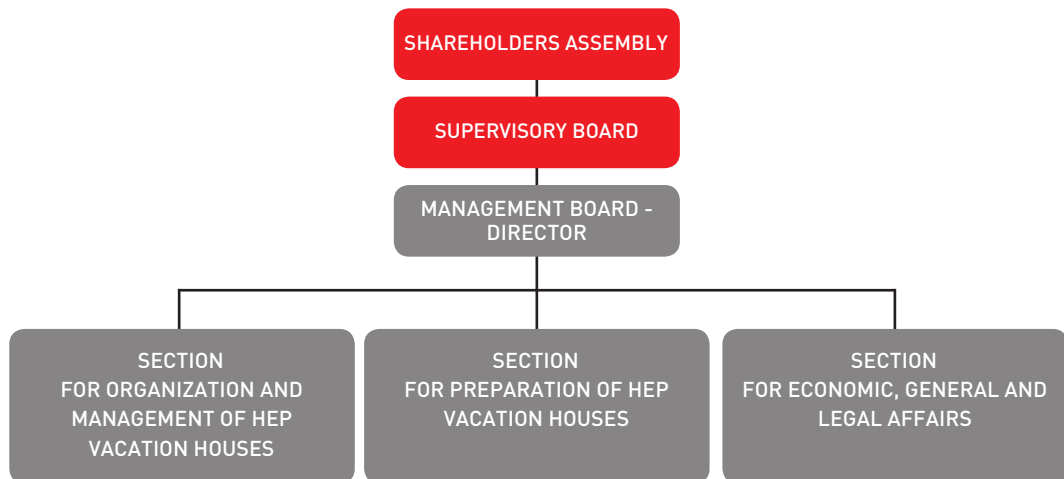 SHAREHOLDERS ASSEMBLY
SUPERVISORY BOARD
MANAGEMENT BOARD -
DIRECTOR
SECTION
FOR ORGANIZATION AND
MANAGEMENT OF HEP
VACATION HOUSES
SECTION
FOR PREPARATION OF HEP
VACATION HOUSES
SECTION
FOR ECONOMIC, GENERAL AND
LEGAL AFFAIRS